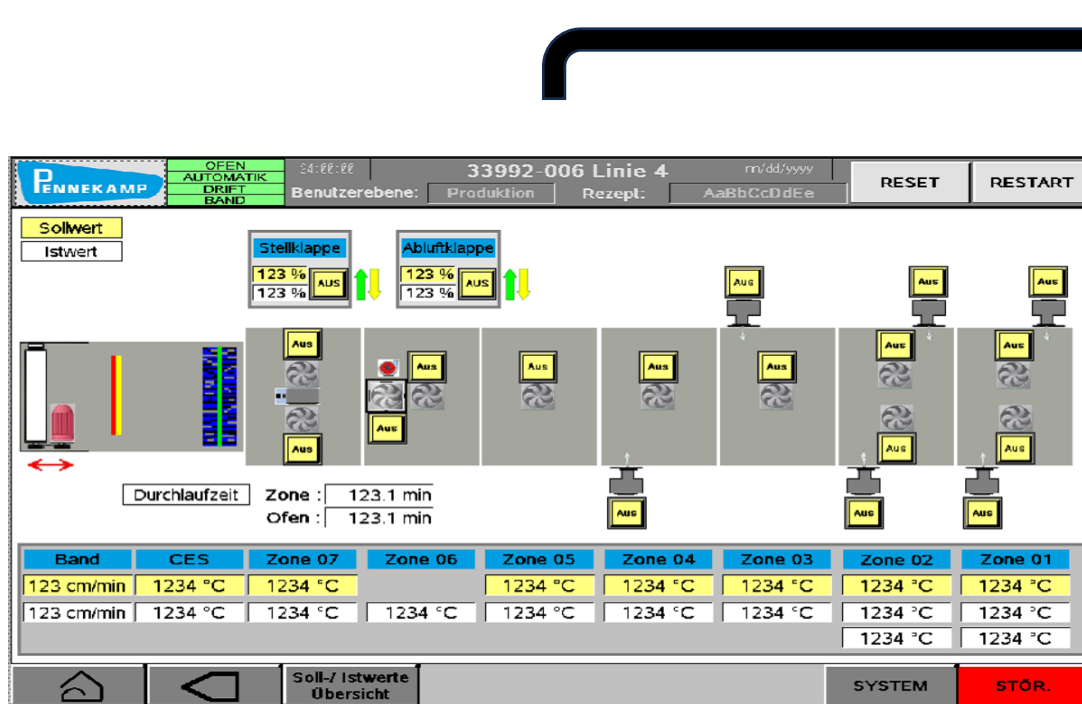 PENNEKAMP
OFEN
AUTOMATIK
DRIFT
BAND
33992-006 Linie 4
mm/dd/yyyy
Benutzerebene: Produktion Rezept: AaBbCcDdEe
RESET
RESTART
Sollwert
Istwert
Stellklappe
123 %
123 %
AUS
Abluftklappe
123 %
123 %
AUS
Aus Aus Aus
Aus Aus Aus
Aus Aus Aus Aus
Aus
Aus Aus Aus
Durchlaufzeit Zone : 123.1 min
Ofen : 123.1 min
Aus Aus Aus
Band CES Zone 07 Zone 06 Zone 05 Zone 04 Zone 03 Zone 02 Zone 01
123 cm/min 1234 °C 1234 °C 1234 °C 1234 °C 1234 °C 1234 °C 1234 °C
123 cm/min 1234 °C 1234 °C 1234 °C 1234 °C 1234 °C 1234 °C 1234 °C 1234 °C
1234 °C 1234 °C
Soll-/ Istwerte
Übersicht
SYSTEM
STÖR.